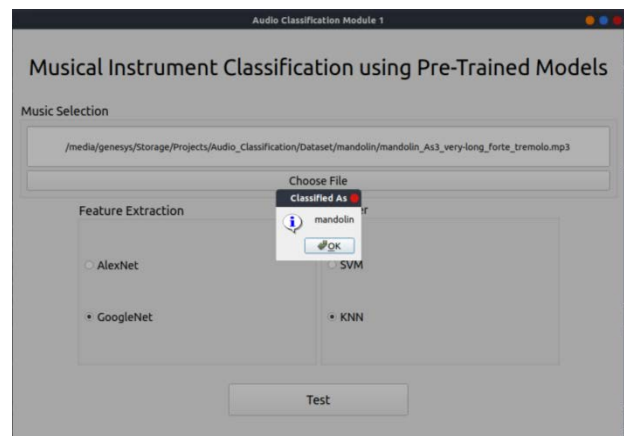 Audio Classification Module 1
Musical Instrument Classification using Pre-Trained Models
Music Selection
/media/genesys/Storage/Projects/Audio_Classification/Dataset/mandolin/mandolin_As3_very-long_forte_tremolo.mp3
Choose File
Classified As
mandolin
OK
Feature Extraction
AlexNet
SVM
GoogleNet
KNN
Test